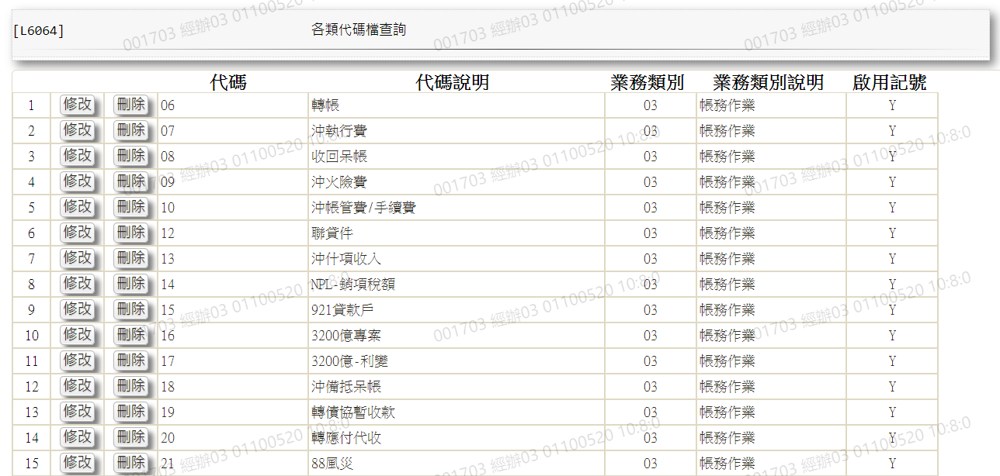 [L6064] 各類代碼檔查詢
代碼 代碼說明 業務類別 業務類別說明 啟用記號
1 修改 刪除 06 轉帳 03 帳務作業 Y
2 修改 刪除 07 沖執行費 03 帳務作業 Y
3 修改 刪除 08 收回呆帳 03 帳務作業 Y
4 修改 刪除 09 沖火險費 03 帳務作業 Y
5 修改 刪除 10 沖帳管費/手續費 03 帳務作業 Y
6 修改 刪除 12 聯貸件 03 帳務作業 Y
7 修改 刪除 13 沖什項收入 03 帳務作業 Y
8 修改 刪除 14 NPL-銷項稅額 03 帳務作業 Y
9 修改 刪除 15 921貸款戶 03 帳務作業 Y
10 修改 刪除 16 3200億專案 03 帳務作業 Y
11 修改 刪除 17 3200億-利變 03 帳務作業 Y
12 修改 刪除 18 沖備抵呆帳 03 帳務作業 Y
13 修改 刪除 19 轉債協暫收款 03 帳務作業 Y
14 修改 刪除 20 轉應付代收 03 帳務作業 Y
15 修改 刪除 21 88風災 03 帳務作業 Y
001703 經辦03 01100520 10:8:0